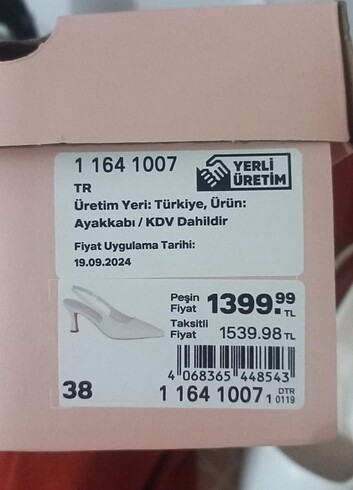 1 164 1007
YERLİ
ÜRETİM
TR
Üretim Yeri: Türkiye, Ürün:
Ayakkabı / KDV Dahildir
Fiyat Uygulama Tarihi:
19.09.2024
Peşin
Fiyat 1399.99 TL
Taksitli
Fiyat 1539.98 TL
4 068365 448543
38
1 164 1007 1 DTR
0119